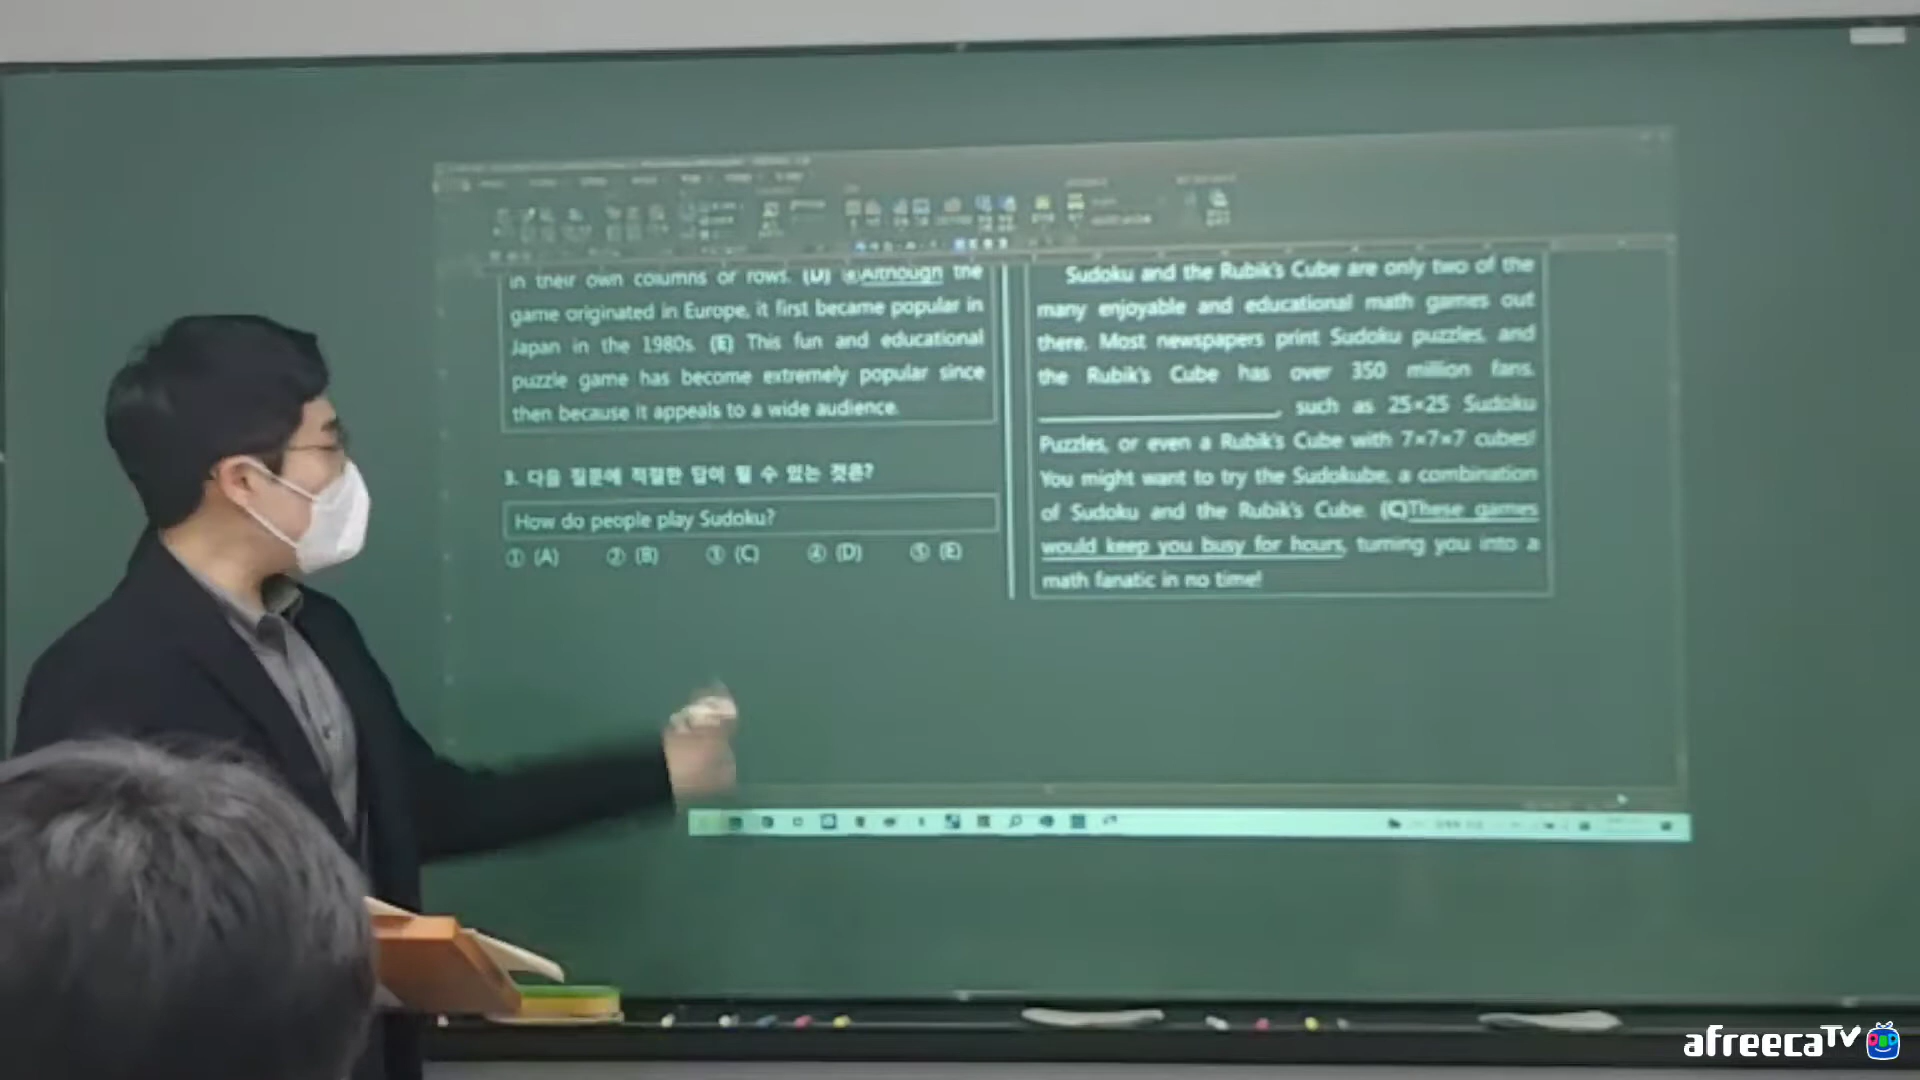 in their own columns or rows. (D) ⓔAlthough the
game originated in Europe, it first became popular in
Japan in the 1980s. (E) This fun and educational
puzzle game has become extremely popular since
then because it appeals to a wide audience.
3. 다음 질문에 적절한 답이 될 수 있는 것은?
How do people play Sudoku?
① (A) ② (B) ③ (C) ④ (D) ⑤ (E)
Sudoku and the Rubik's Cube are only two of the
many enjoyable and educational math games out
there. Most newspapers print Sudoku puzzles, and
the Rubik's Cube has over 350 million fans.
, such as 25×25 Sudoku
Puzzles, or even a Rubik's Cube with 7×7×7 cubes!
You might want to try the Sudokube, a combination
of Sudoku and the Rubik's Cube. (C)These games
would keep you busy for hours, turning you into a
math fanatic in no time!
afreecaTV